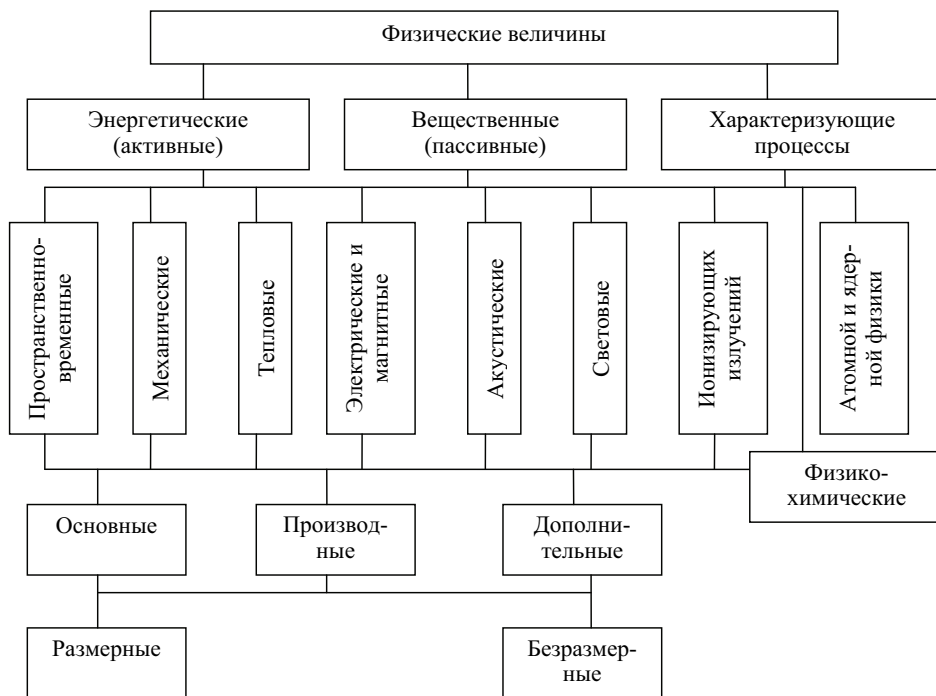 Физические величины
Энергетические
(активные)
Вещественные
(пассивные)
Характеризующие
процессы
Пространственно-
временные
Механические
Тепловые
Электрические и
магнитные
Акустические
Световые
Ионизирующих
излучений
Атомной и ядер-
ной физики
Физико-
химические
Основные
Производ-
ные
Дополни-
тельные
Размерные
Безразмер-
ные